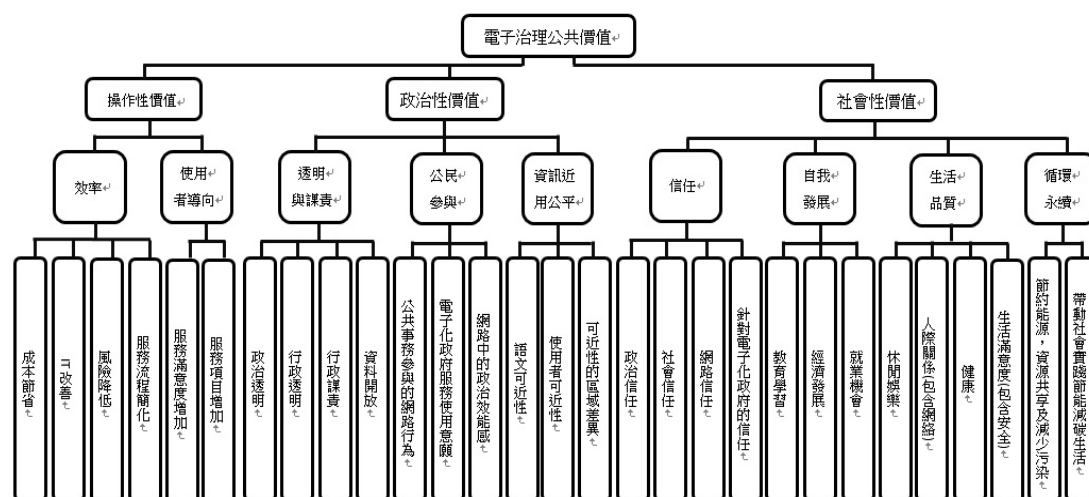 電子治理公共價值
操作性價值
政治性價值
社會性價值
效率
使用
者導向
透明
與課責
公民
參與
資訊近
用公平
信任
自我
發展
生活
品質
循環
永續
成本節省
IT改善
風險降低
服務流程簡化
服務滿意度增加
服務項目增加
政治透明
行政透明
行政課責
資料開放
公共事務參與的網路行為
電子化政府服務使用意願
網路中的政治效能感
語文可近性
使用者可近性
可近性的區域差異
政治信任
社會信任
網路信任
針對電子化政府的信任
教育學習
經濟發展
就業機會
休閒娛樂
人際關係(包含網絡)
健康
生活滿意度(包含安全)
節約能源，資源共享及減少污染
帶動社會實踐節能減碳生活